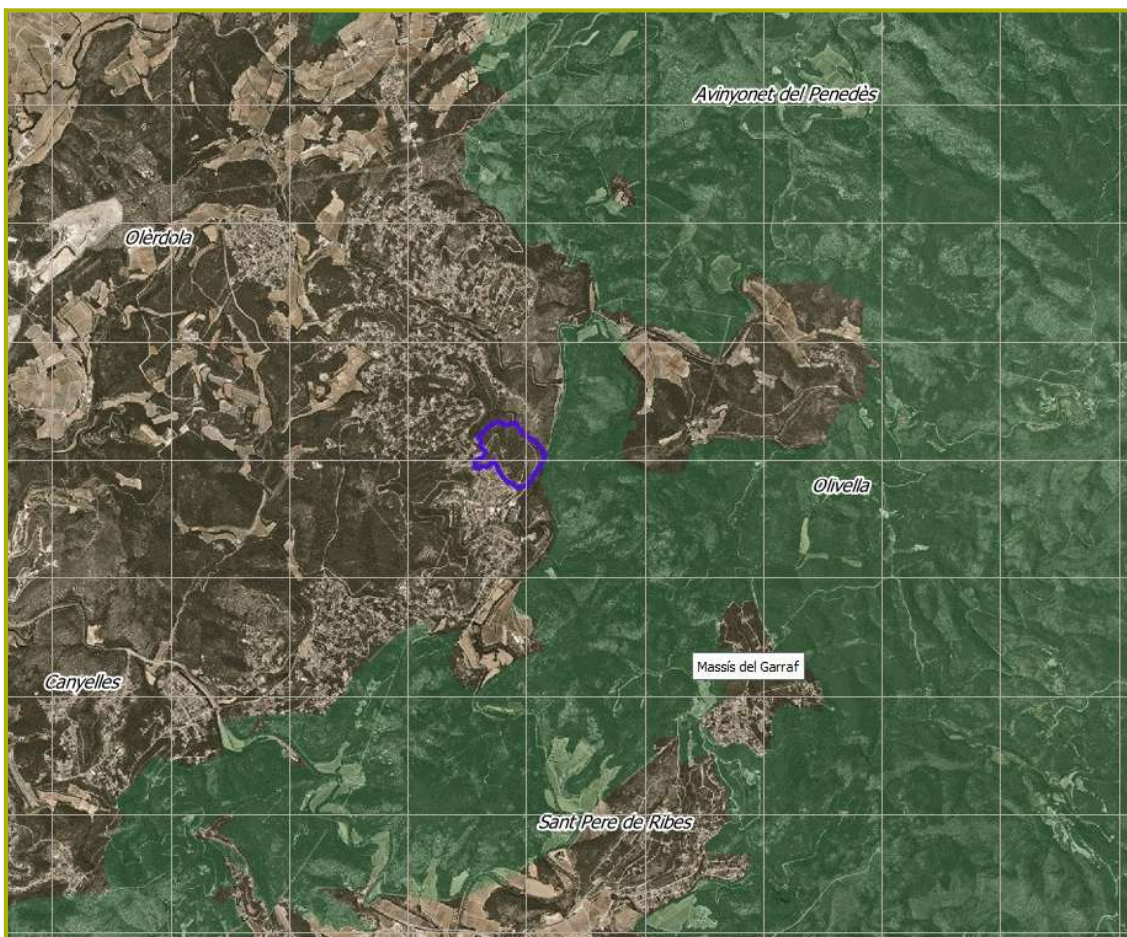 Avinyonet del Penedès
Olèrdola
Olivella
Massís del Garraf
Canyelles
Sant Pere de Ribes